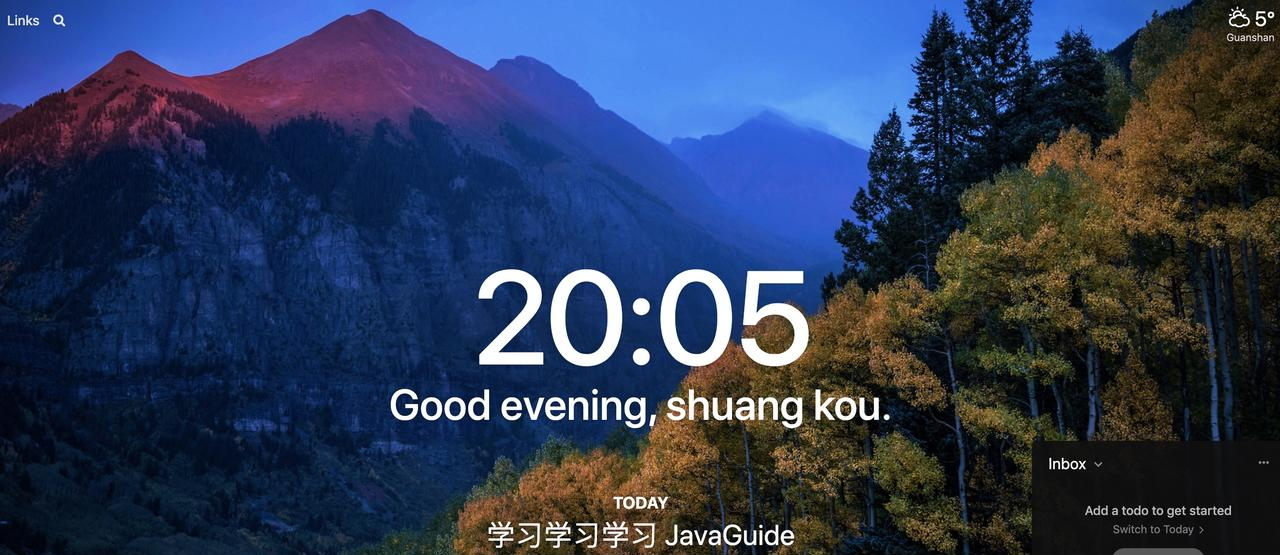 Links
5°
Guanshan
20:05
Good evening, shuang kou.
TODAY
学习学习学习 JavaGuide
Inbox
Add a todo to get started
Switch to Today